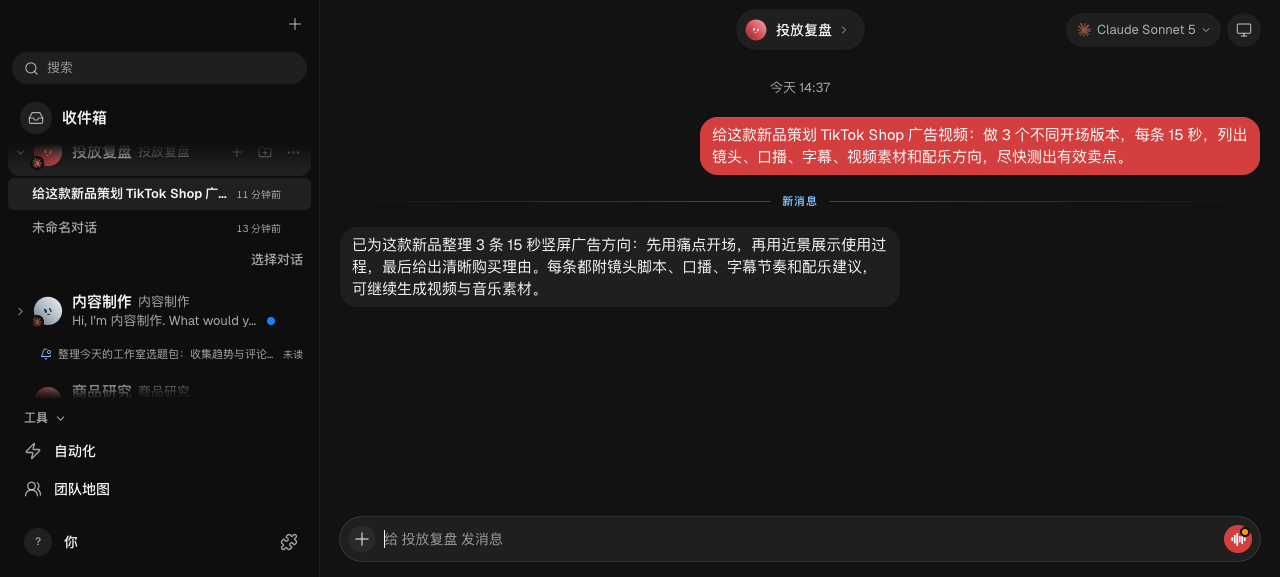 搜索
收件箱
投放复盘 投放复盘
给这款新品策划 TikTok Shop 广... 11 分钟前
未命名对话 13 分钟前
选择对话
内容制作 内容制作
Hi, I'm 内容制作. What would y...
整理今天的工作室选题包：收集趋势与评论... 未读
商品研究 商品研究
工具
自动化
团队地图
? 你
投放复盘
Claude Sonnet 5
今天 14:37
给这款新品策划 TikTok Shop 广告视频：做 3 个不同开场版本，每条 15 秒，列出
镜头、口播、字幕、视频素材和配乐方向，尽快测出有效卖点。
新消息
已为这款新品整理 3 条 15 秒竖屏广告方向：先用痛点开场，再用近景展示使用过
程，最后给出清晰购买理由。每条都附镜头脚本、口播、字幕节奏和配乐建议，
可继续生成视频与音乐素材。
给 投放复盘 发消息